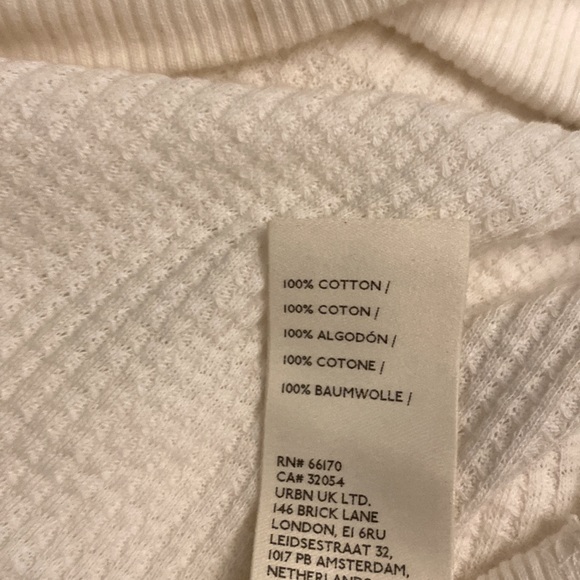 100% COTTON /
100% COTON /
100% ALGODÓN /
100% COTONE /
100% BAUMWOLLE /
RN# 66170
CA# 32054
URBN UK LTD.
146 BRICK LANE
LONDON, E1 6RU
LEIDSESTRAAT 32,
1017 PB AMSTERDAM,
NETHERLANDS